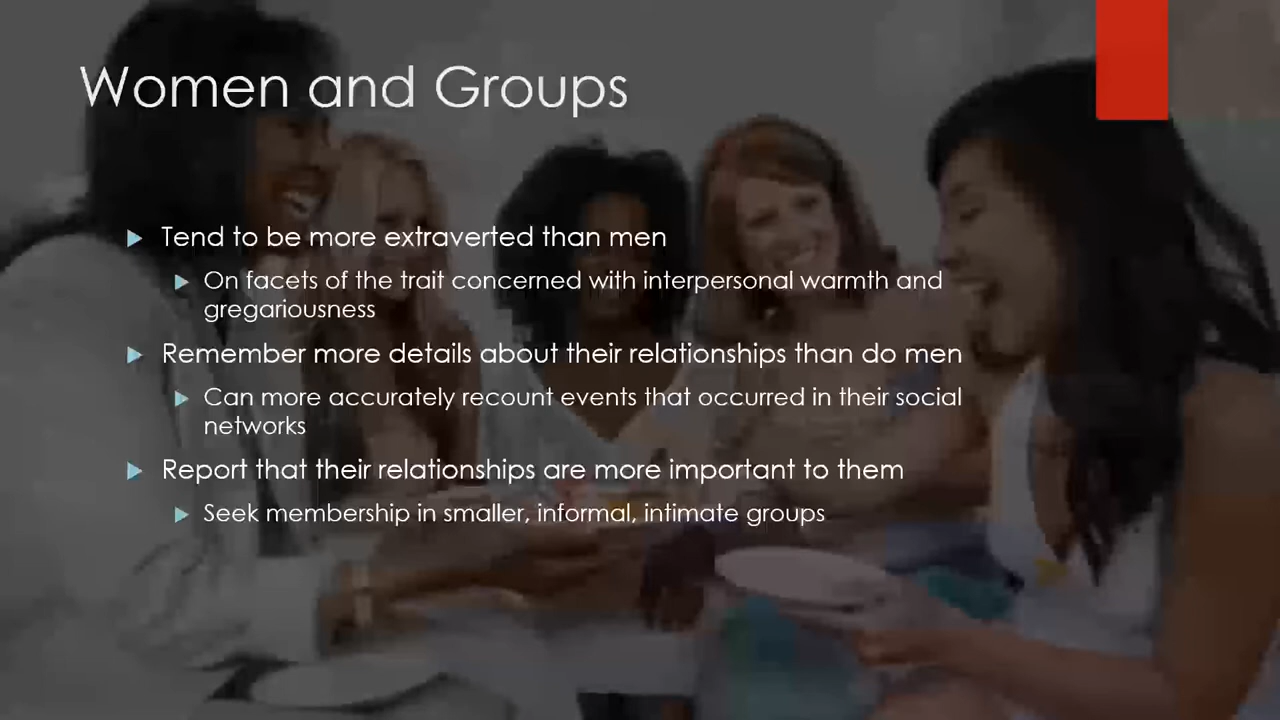 Women and Groups
Tend to be more extraverted than men
On facets of the trait concerned with interpersonal warmth and
gregariousness
Remember more details about their relationships than do men
Can more accurately recount events that occurred in their social
networks
Report that their relationships are more important to them
Seek membership in smaller, informal, intimate groups